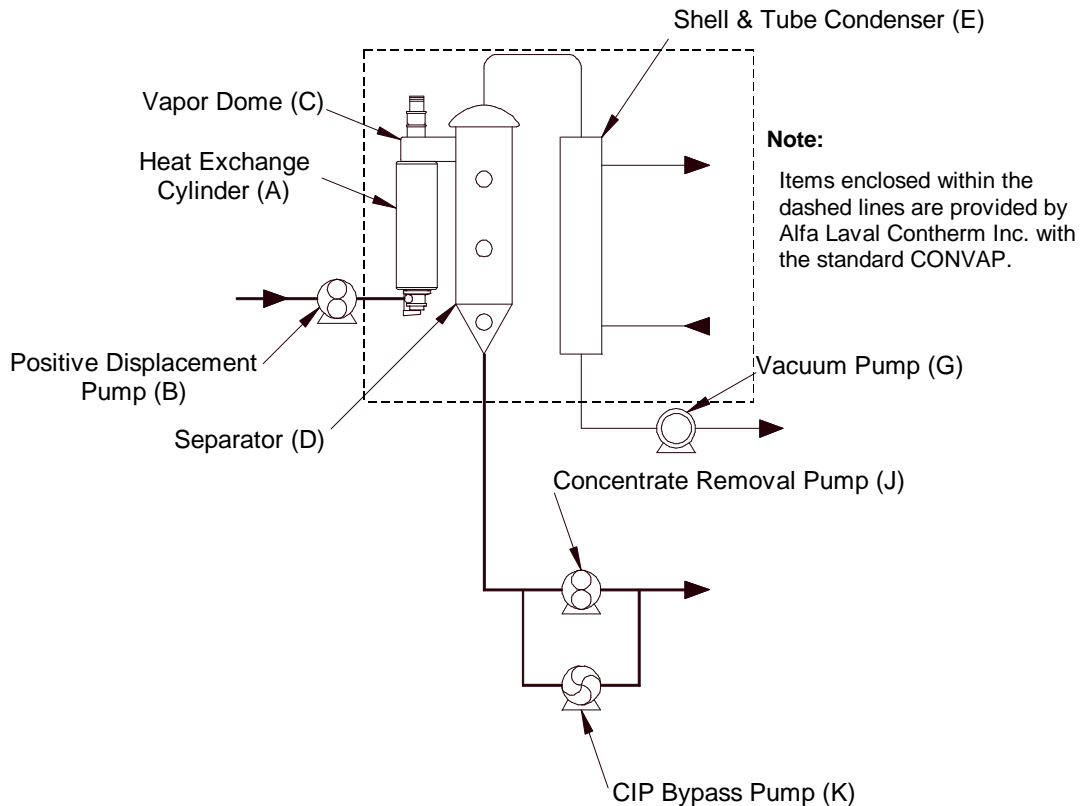 Shell & Tube Condenser (E)
Vapor Dome (C)
Heat Exchange
Cylinder (A)
Note:
Items enclosed within the
dashed lines are provided by
Alfa Laval Contherm Inc. with
the standard CONVAP.
Positive Displacement
Pump (B)
Vacuum Pump (G)
Separator (D)
Concentrate Removal Pump (J)
CIP Bypass Pump (K)